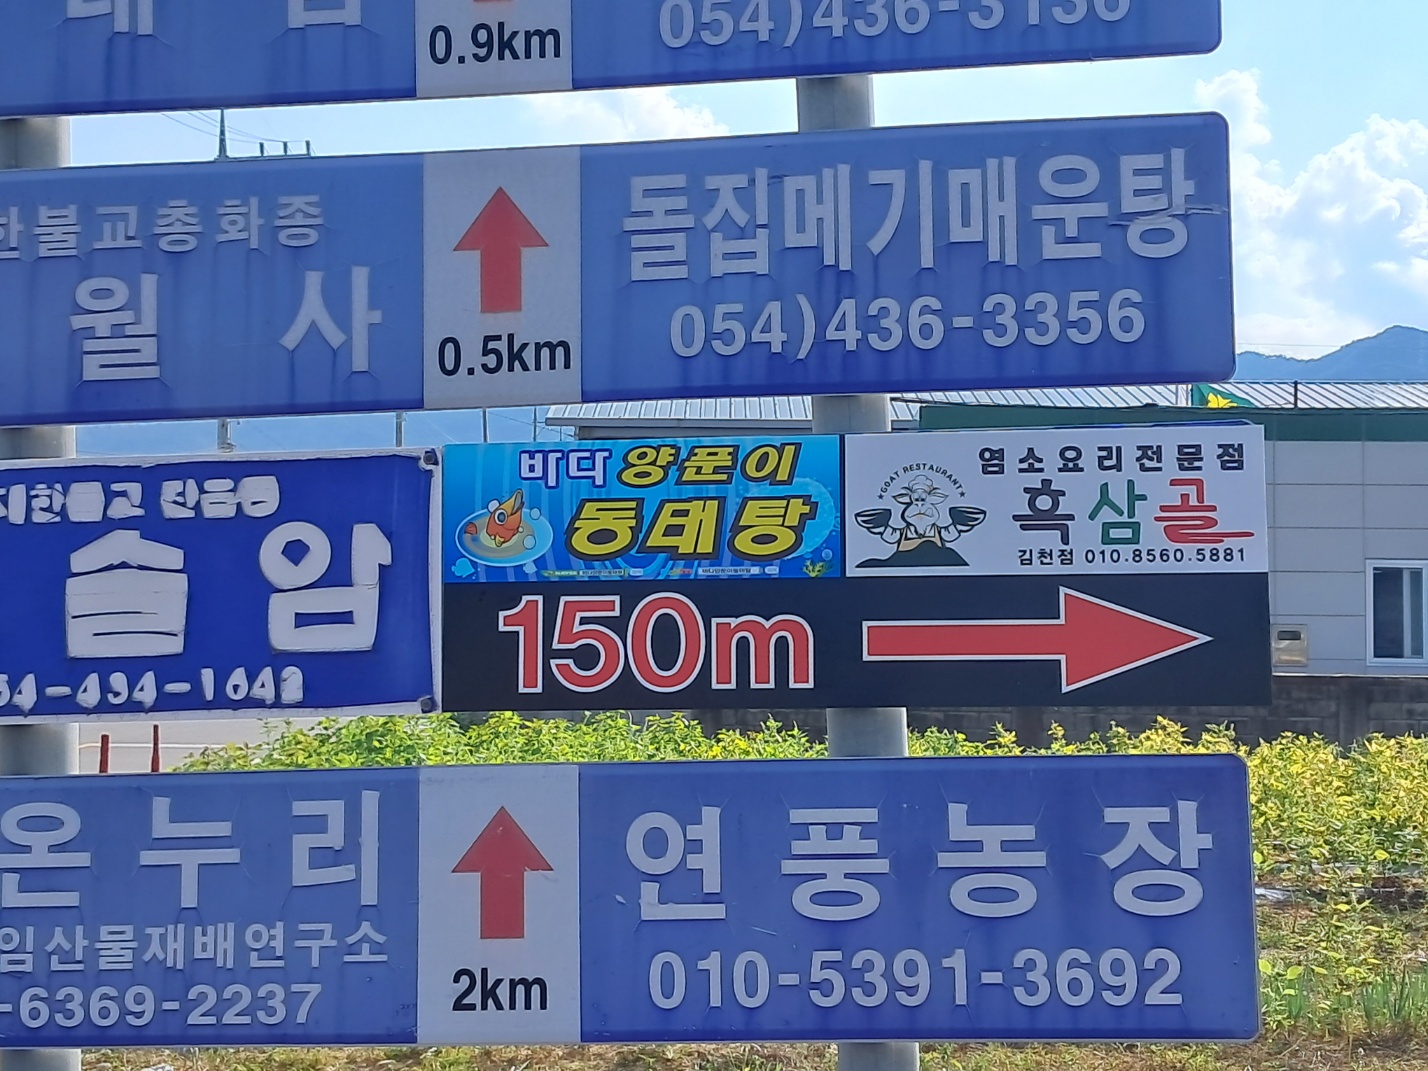 0.9km
054)436-3136
한불교총화종
월사
0.5km
돌집메기매운탕
054)436-3356
암
54-434-1642
바다양푼이
동태탕
GOAT RESTAURANT
염소요리전문점
흑삼골
김천점 010.8560.5881
150m
온누리
임산물재배연구소
-6369-2237
2km
연풍농장
010-5391-3692